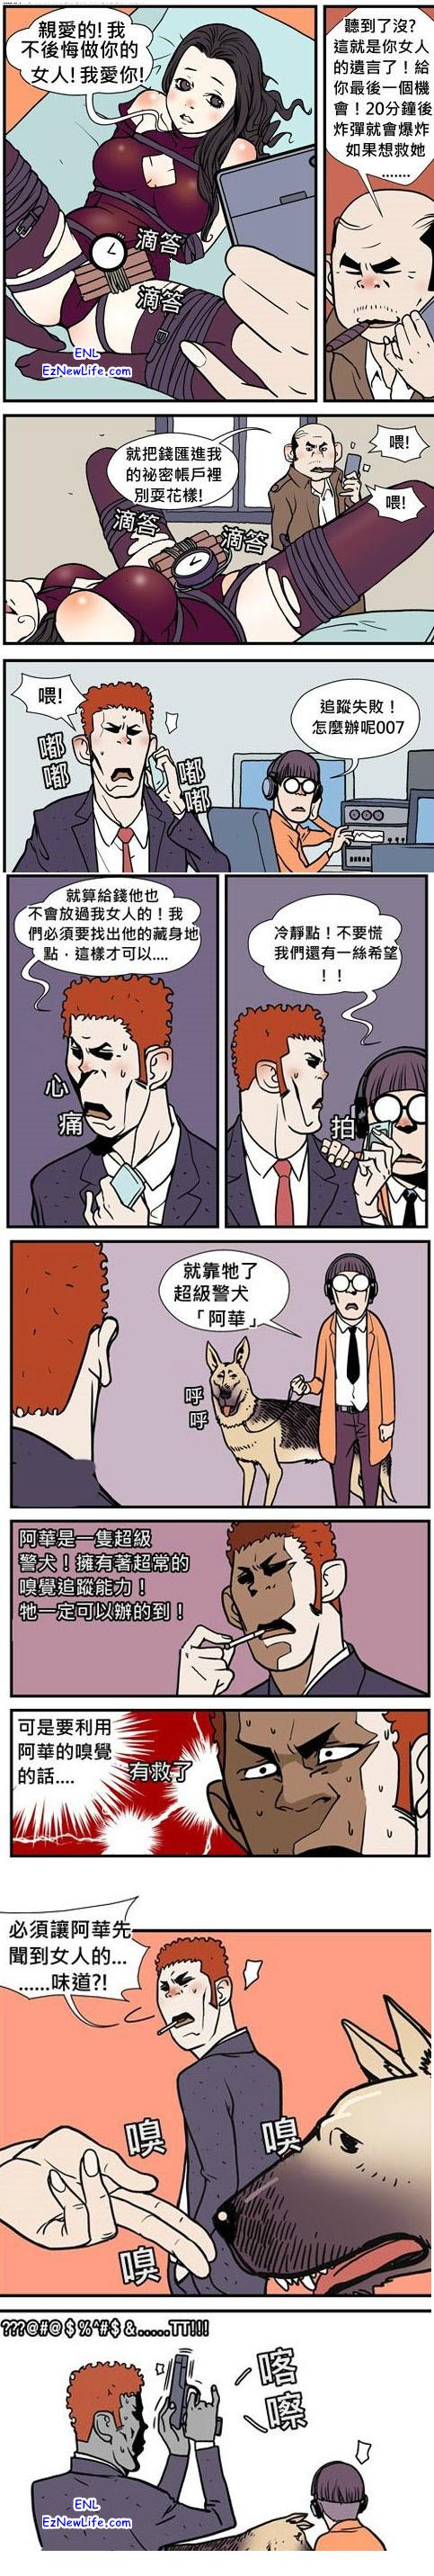 親愛的! 我
不後悔做你的
女人! 我愛你!
聽到了沒?
這就是你女人
的遺言了！給
你最後一個機
會！20分鐘後
炸彈就會爆炸
如果想救她
.......
滴答
滴答
ENL
EzNewLife.com
就把錢匯進我
的祕密帳戶裡
別耍花樣!
喂!
喂!
滴答
滴答
喂!
嘟
嘟
嘟
嘟
追蹤失敗！
怎麼辦呢007
就算給錢他也
不會放過我女人的！我
們必須要找出他的藏身地
點，這樣才可以....
心
痛
冷靜點！不要慌
我們還有一絲希望
！！
拍
就靠牠了
超級警犬
「阿華」
呼
呼
阿華是一隻超級
警犬！擁有著超常的
嗅覺追蹤能力！
牠一定可以辦的到！
可是要利用
阿華的嗅覺
的話....
有救了
必須讓阿華先
聞到女人的...
......味道?!
嗅
嗅
嗅
???@#@$%^#$&.....TT!!!
喀
嚓
ENL
EzNewLife.com